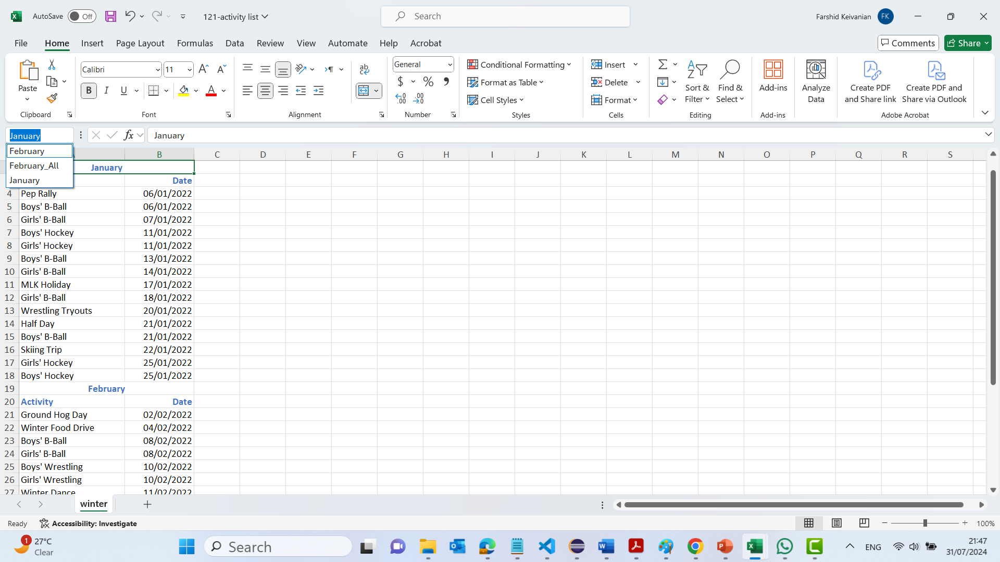 AutoSave Off 121-activity list Search Farshid Keivanian FK
File Home Insert Page Layout Formulas Data Review View Automate Help Acrobat Comments Share
Paste
Clipboard
Calibri 11
B I U
Font
ab
Alignment
General
$ % 9
Number
Conditional Formatting
Format as Table
Cell Styles
Styles
Insert
Delete
Format
Cells
Sort &
Filter
Find &
Select
Editing
Add-ins
Add-ins
Analyze
Data
Create PDF
and Share link
Create PDF and
Share via Outlook
Adobe Acrobat
January fx January
February
February_All
January
B C D E F G H I J K L M N O P Q R S
January
Date
4 Pep Rally 06/01/2022
5 Boys' B-Ball 06/01/2022
6 Girls' B-Ball 07/01/2022
7 Boys' Hockey 11/01/2022
8 Girls' Hockey 11/01/2022
9 Boys' B-Ball 13/01/2022
10 Girls' B-Ball 14/01/2022
11 MLK Holiday 17/01/2022
12 Girls' B-Ball 18/01/2022
13 Wrestling Tryouts 20/01/2022
14 Half Day 21/01/2022
15 Boys' B-Ball 21/01/2022
16 Skiing Trip 22/01/2022
17 Girls' Hockey 25/01/2022
18 Boys' Hockey 25/01/2022
19 February
20 Activity Date
21 Ground Hog Day 02/02/2022
22 Winter Food Drive 04/02/2022
23 Boys' B-Ball 08/02/2022
24 Girls' B-Ball 08/02/2022
25 Boys' Wrestling 10/02/2022
26 Girls' Wrestling 10/02/2022
27 Winter Dance 11/02/2022
winter
Ready Accessibility: Investigate 100%
1 27°C
Clear
Search
ENG
21:47
31/07/2024